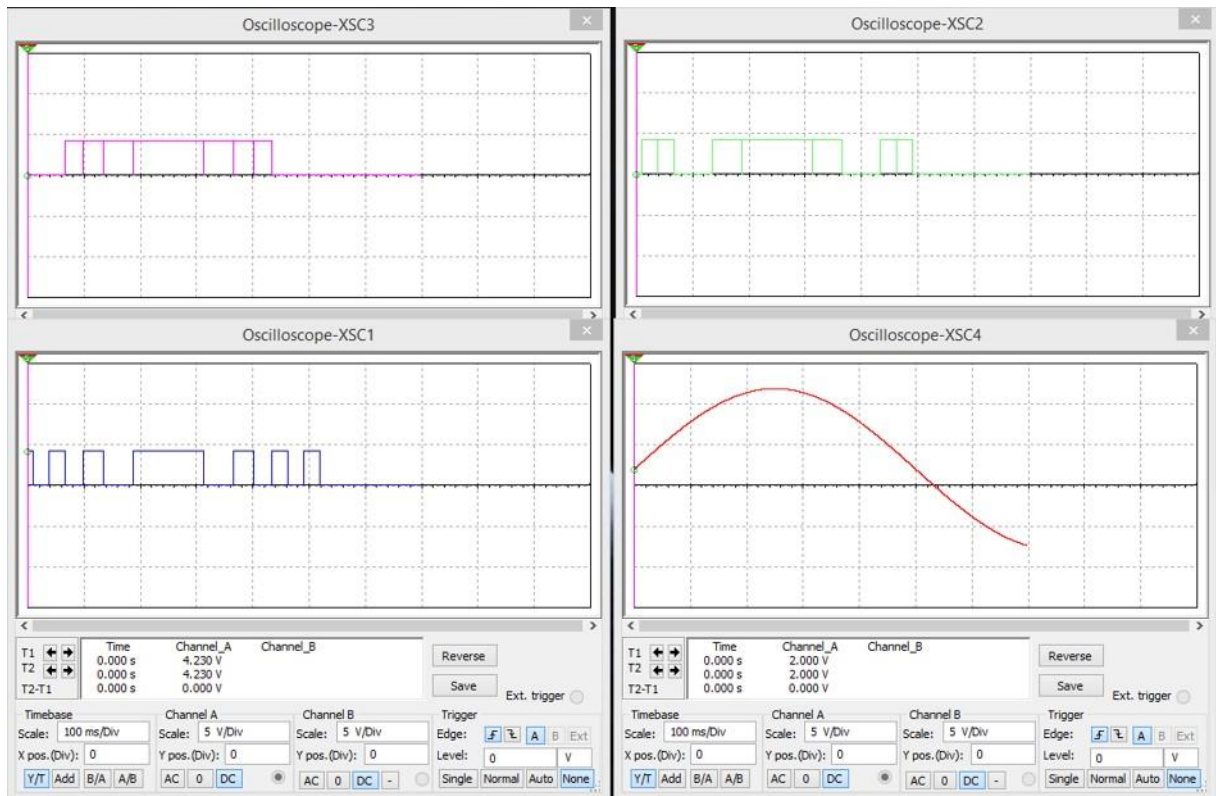 Oscilloscope-XSC3
Oscilloscope-XSC2
Oscilloscope-XSC1
Oscilloscope-XSC4
Time Channel_A Channel_B
T1 0.000 s 4.230 V
T2 0.000 s 4.230 V
T2-T1 0.000 s 0.000 V
Reverse
Save
Ext. trigger
Timebase Channel A Channel B Trigger
Scale: 100 ms/Div Scale: 5 V/Div Scale: 5 V/Div Edge: A B Ext
X pos.(Div): 0 Y pos.(Div): 0 Y pos.(Div): 0 Level: 0 V
Y/T Add B/A A/B AC 0 DC AC 0 DC - Single Normal Auto None
Time Channel_A Channel_B
T1 0.000 s 2.000 V
T2 0.000 s 2.000 V
T2-T1 0.000 s 0.000 V
Reverse
Save
Ext. trigger
Timebase Channel A Channel B Trigger
Scale: 100 ms/Div Scale: 5 V/Div Scale: 5 V/Div Edge: A B Ext
X pos.(Div): 0 Y pos.(Div): 0 Y pos.(Div): 0 Level: 0 V
Y/T Add B/A A/B AC 0 DC AC 0 DC - Single Normal Auto None